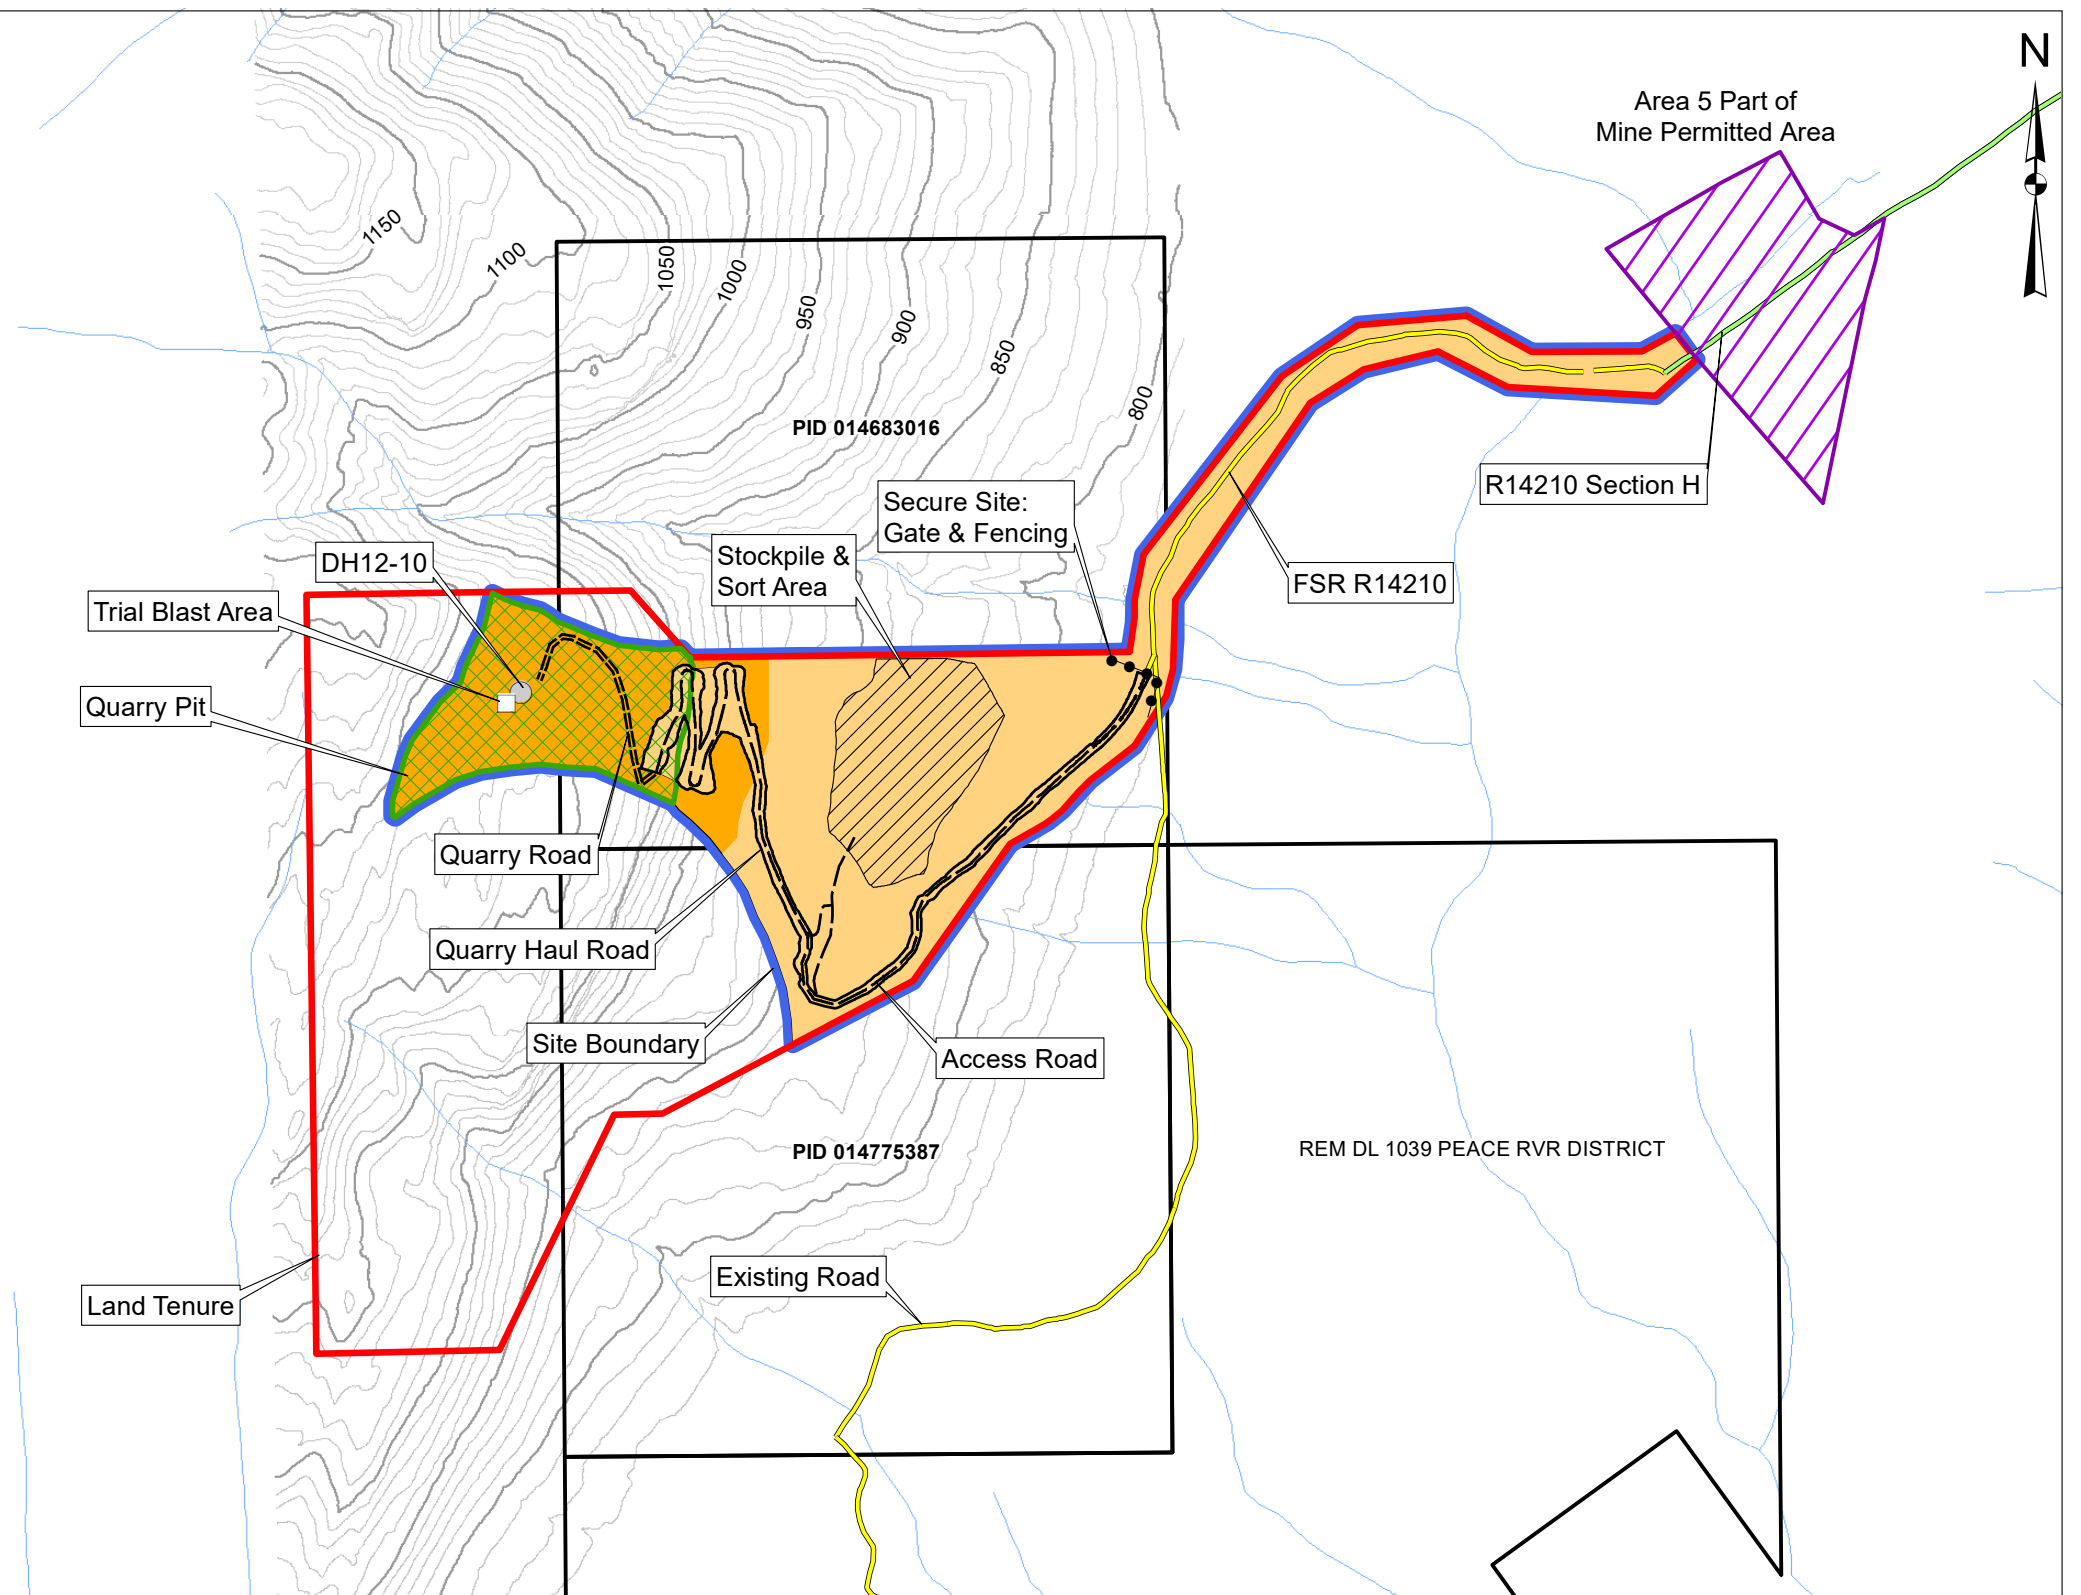 N
Area 5 Part of
Mine Permitted Area
1150
1100
1050
1000
950
900
850
800
PID 014683016
R14210 Section H
Secure Site:
Gate & Fencing
Stockpile &
Sort Area
DH12-10
FSR R14210
Trial Blast Area
Quarry Pit
Quarry Road
Quarry Haul Road
Site Boundary
Access Road
PID 014775387
REM DL 1039 PEACE RVR DISTRICT
Existing Road
Land Tenure